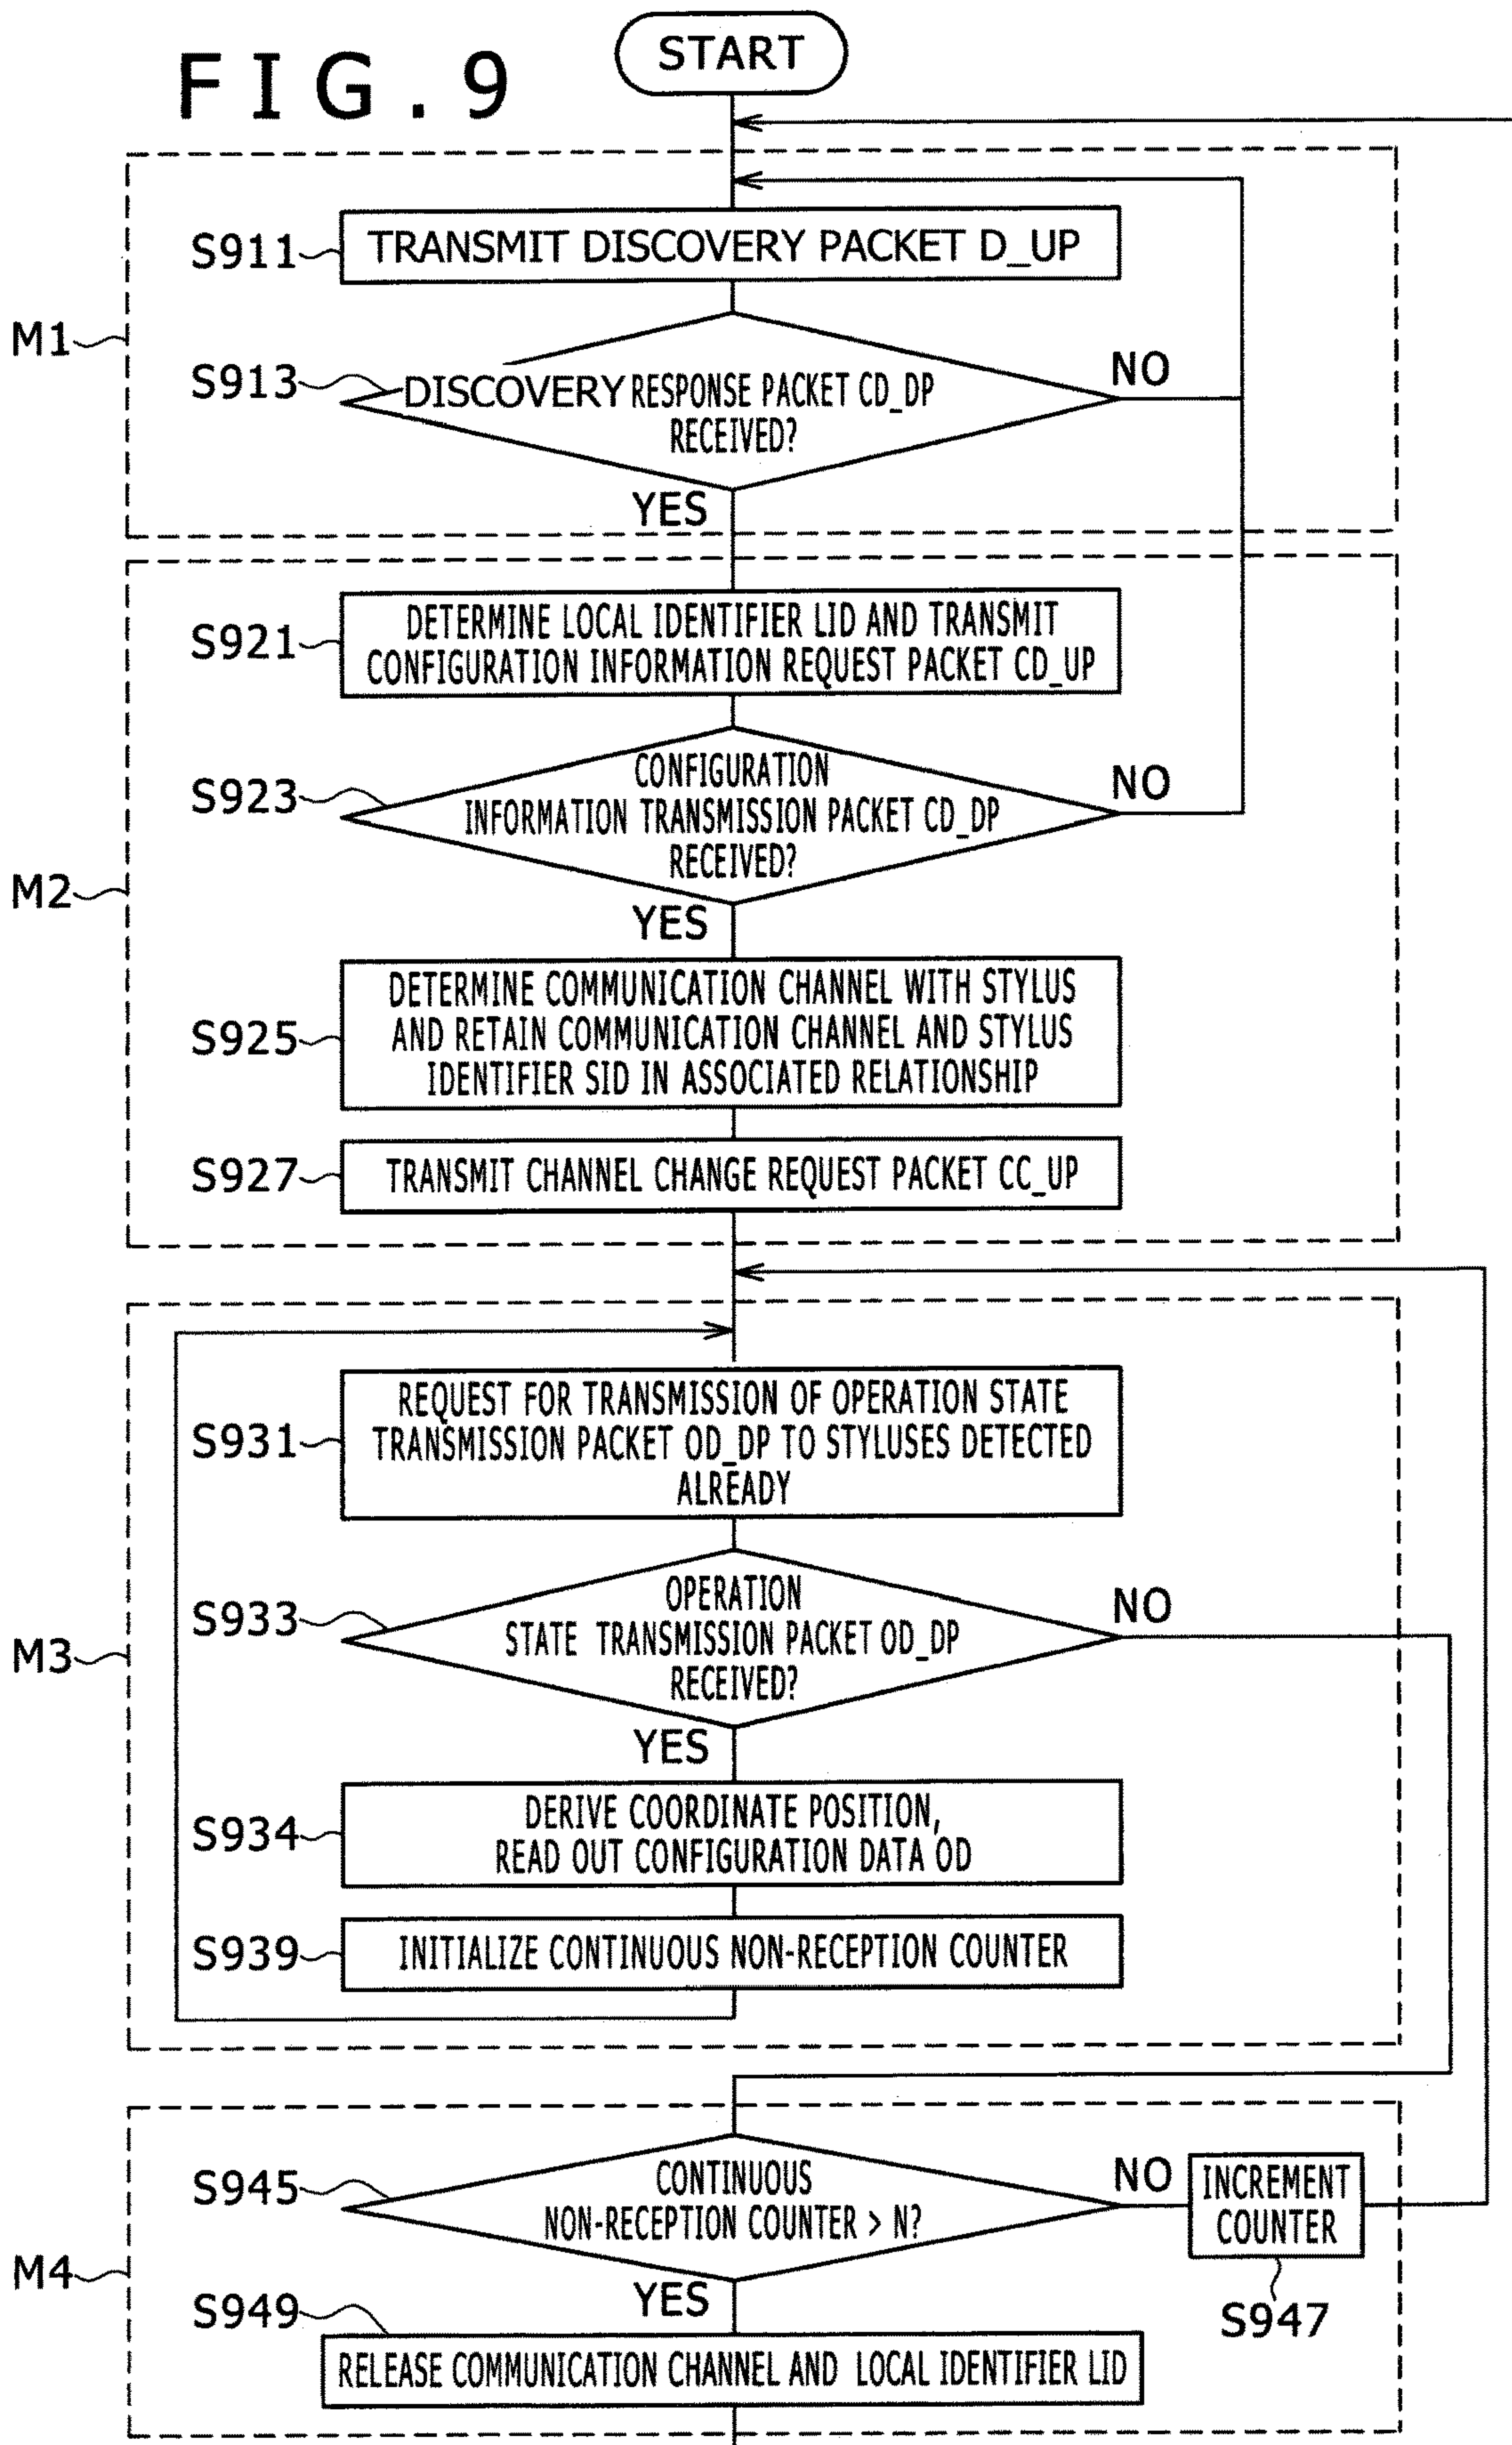 FIG.9
START
M1
S911
TRANSMIT DISCOVERY PACKET D_UP
S913
DISCOVERY RESPONSE PACKET CD_DP
RECEIVED?
NO
YES
M2
S921
DETERMINE LOCAL IDENTIFIER LID AND TRANSMIT
CONFIGURATION INFORMATION REQUEST PACKET CD_UP
S923
CONFIGURATION
INFORMATION TRANSMISSION PACKET CD_DP
RECEIVED?
NO
YES
S925
DETERMINE COMMUNICATION CHANNEL WITH STYLUS
AND RETAIN COMMUNICATION CHANNEL AND STYLUS
IDENTIFIER SID IN ASSOCIATED RELATIONSHIP
S927
TRANSMIT CHANNEL CHANGE REQUEST PACKET CC_UP
M3
S931
REQUEST FOR TRANSMISSION OF OPERATION STATE
TRANSMISSION PACKET OD_DP TO STYLUSES DETECTED
ALREADY
S933
OPERATION
STATE TRANSMISSION PACKET OD_DP
RECEIVED?
NO
YES
S934
DERIVE COORDINATE POSITION,
READ OUT CONFIGURATION DATA OD
S939
INITIALIZE CONTINUOUS NON-RECEPTION COUNTER
M4
S945
CONTINUOUS
NON-RECEPTION COUNTER > N?
NO
INCREMENT
COUNTER
S947
YES
S949
RELEASE COMMUNICATION CHANNEL AND LOCAL IDENTIFIER LID